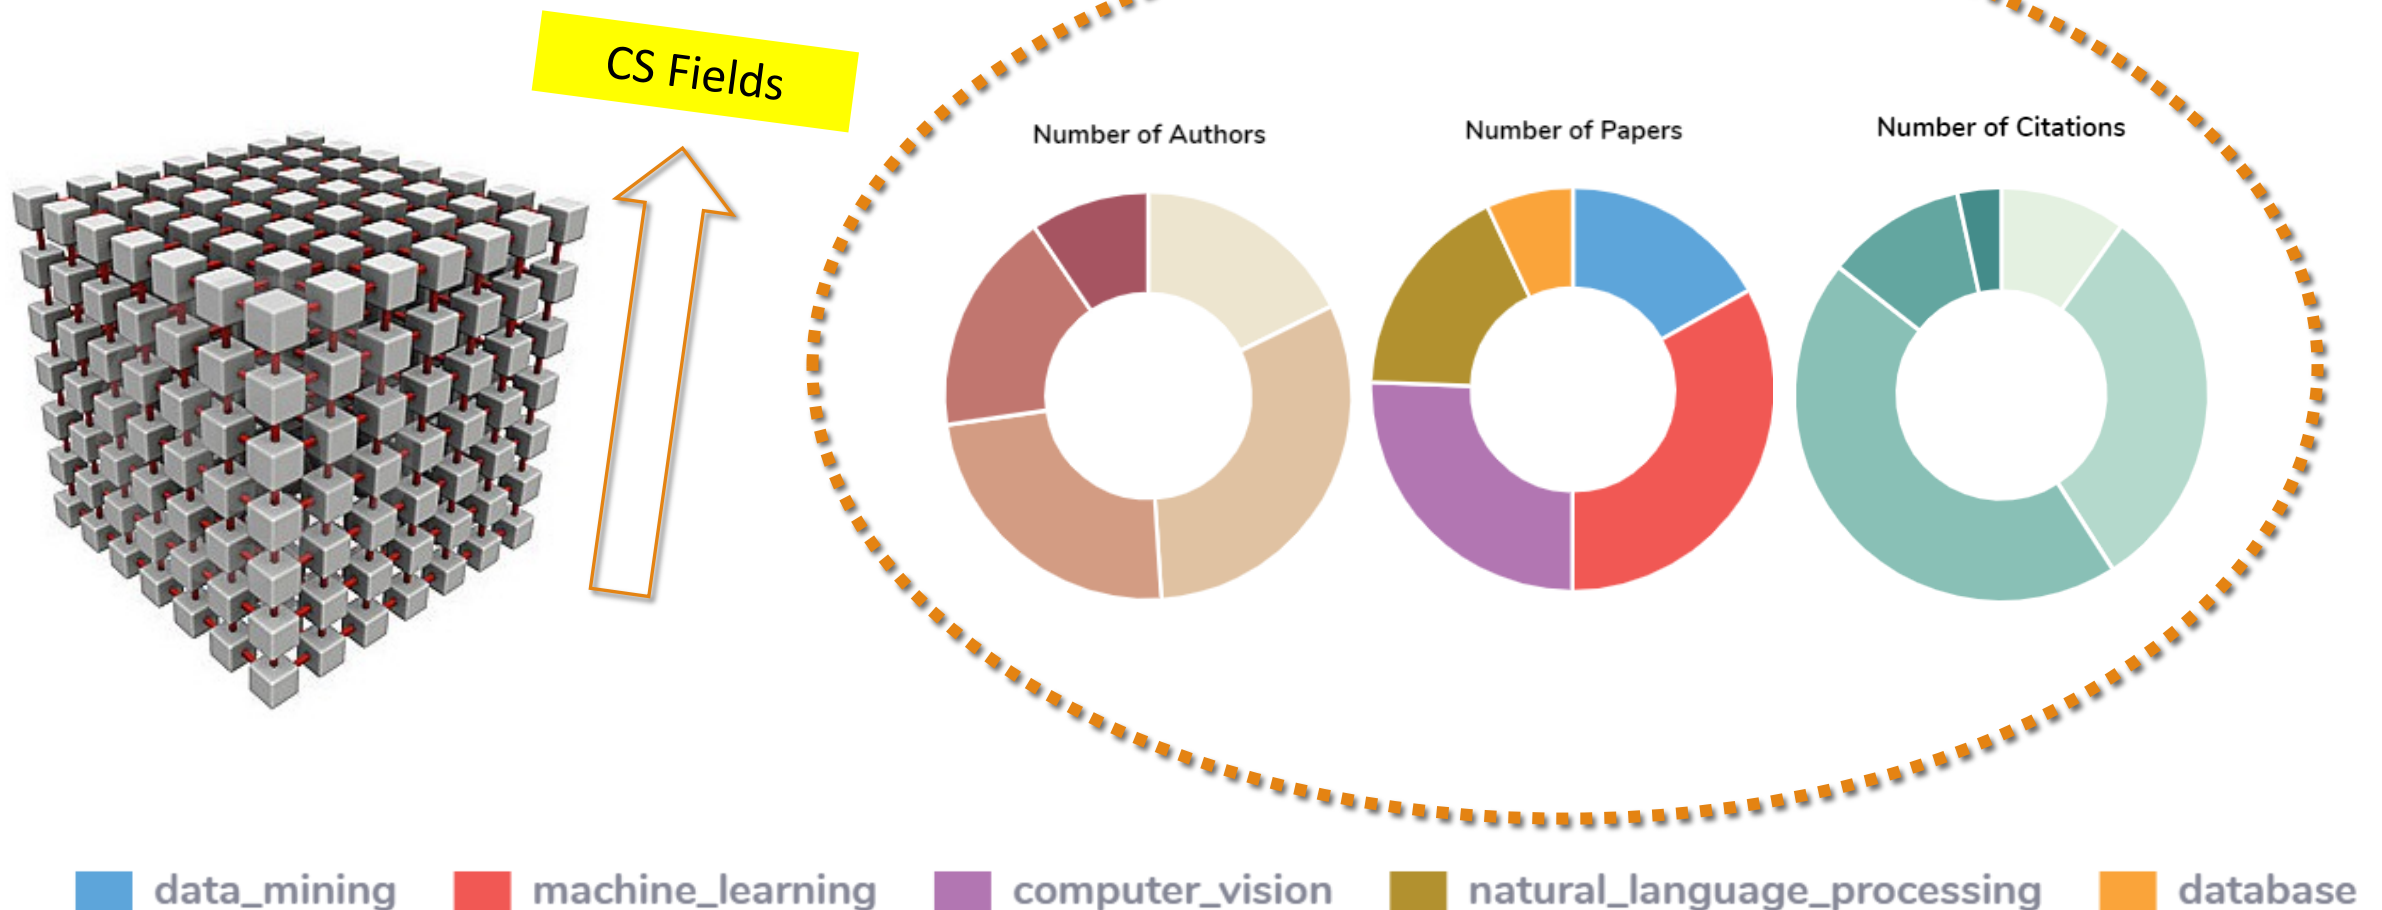 CS Fields
Number of Authors
Number of Papers
Number of Citations
data_mining
machine_learning
computer_vision
natural_language_processing
database